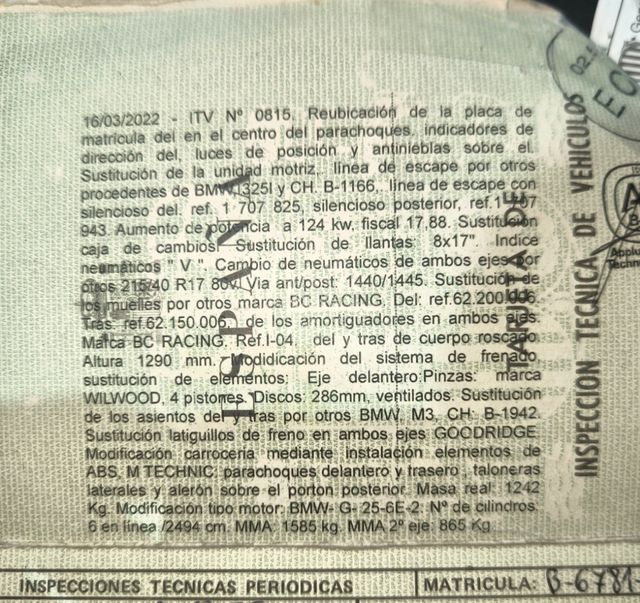 16/03/2022 - ITV Nº 0815. Reubicación de la placa de
matricula del en el centro del parachoques, indicadores de
dirección del, luces de posición y antinieblas sobre el.
Sustitución de la unidad motriz, línea de escape por otros
procedentes de BMW 325I y CH. B-1166, línea de escape con
silencioso del. ref. 1 707 825, silencioso posterior, ref.1 707
943. Aumento de potencia a 124 kw, fiscal 17,88. Sustitución
caja de cambios. Sustitución de llantas: 8x17". Indice
neumáticos " V ". Cambio de neumáticos de ambos ejes por
otros 215/40 R17 80v. Via ant/post: 1440/1445. Sustitución de
los muelles por otros marca BC RACING. Del: ref.62.200.006.
Tras: ref.62.150.006, de los amortiguadores en ambos ejes.
Marca BC RACING. Ref.I-04, del y tras de cuerpo roscado.
Altura 1290 mm. Modidicación del sistema de frenado,
sustitución de elementos: Eje delantero:Pinzas: marca
WILWOOD, 4 pistones. Discos: 286mm, ventilados. Sustitución
de los asientos del y tras por otros BMW, M3, CH: B-1942.
Sustitución latiguillos de freno en ambos ejes GOODRIDGE.
Modificación carroceria mediante instalación elementos de
ABS, M TECHNIC: parachoques delantero y trasero , taloneras
laterales y alerón sobre el porton posterior. Masa real: 1242
Kg. Modificación tipo motor: BMW- G- 25-6E-2. Nº de cilindros:
6 en línea /2494 cm. MMA: 1585 kg. MMA 2º eje: 865 Kg.
ESPAÑA
TARJETA DE
INSPECCION TECNICA DE VEHICULOS
INSPECCIONES TECNICAS PERIODICAS
MATRICULA: B-6781-